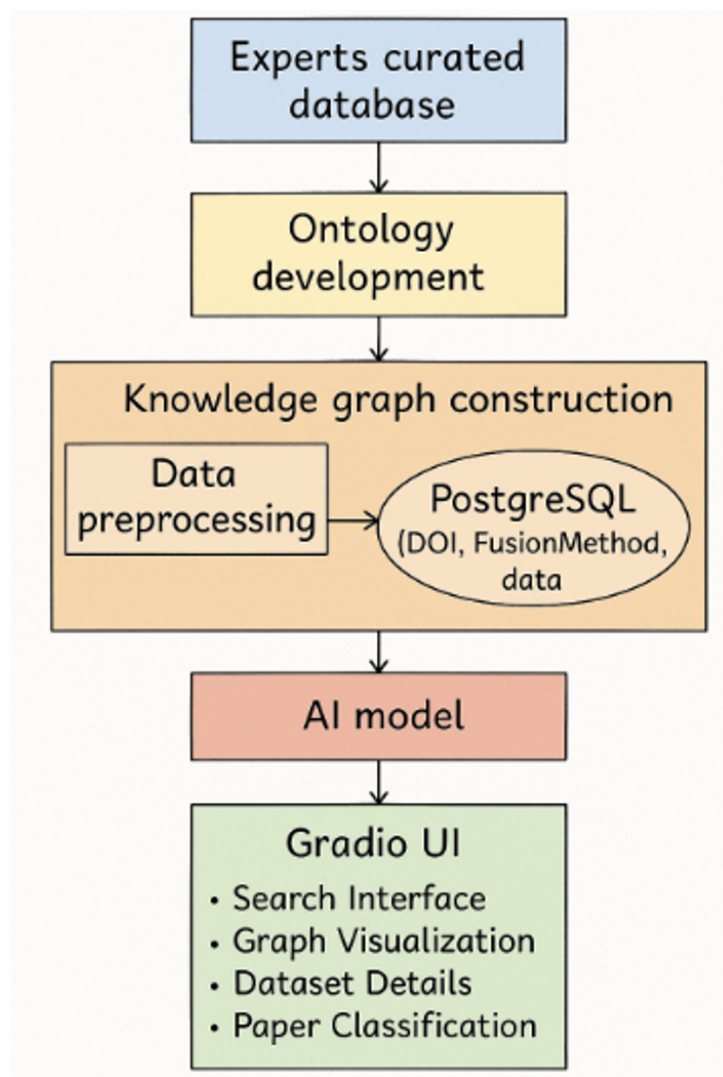 Experts curated
database
Ontology
development
Knowledge graph construction
Data
preprocessing
PostgreSQL
(DOI, FusionMethod,
data
AI model
Gradio UI
• Search Interface
• Graph Visualization
• Dataset Details
• Paper Classification